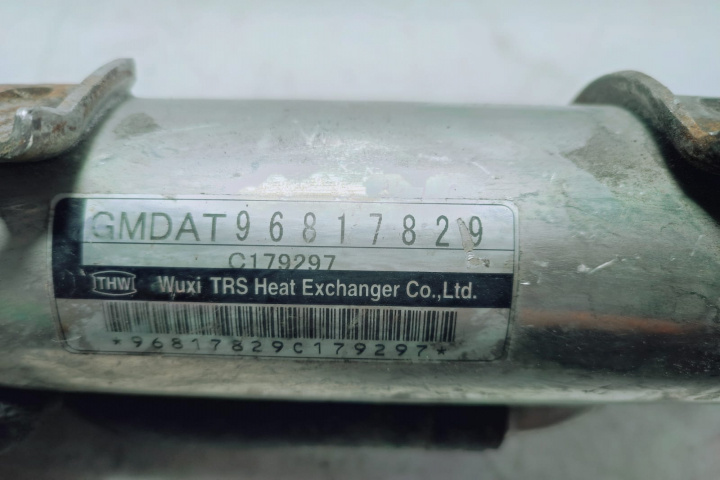 GMDAT96817829
C179297
THW Wuxi TRS Heat Exchanger Co.,Ltd.
*96817829C179297*